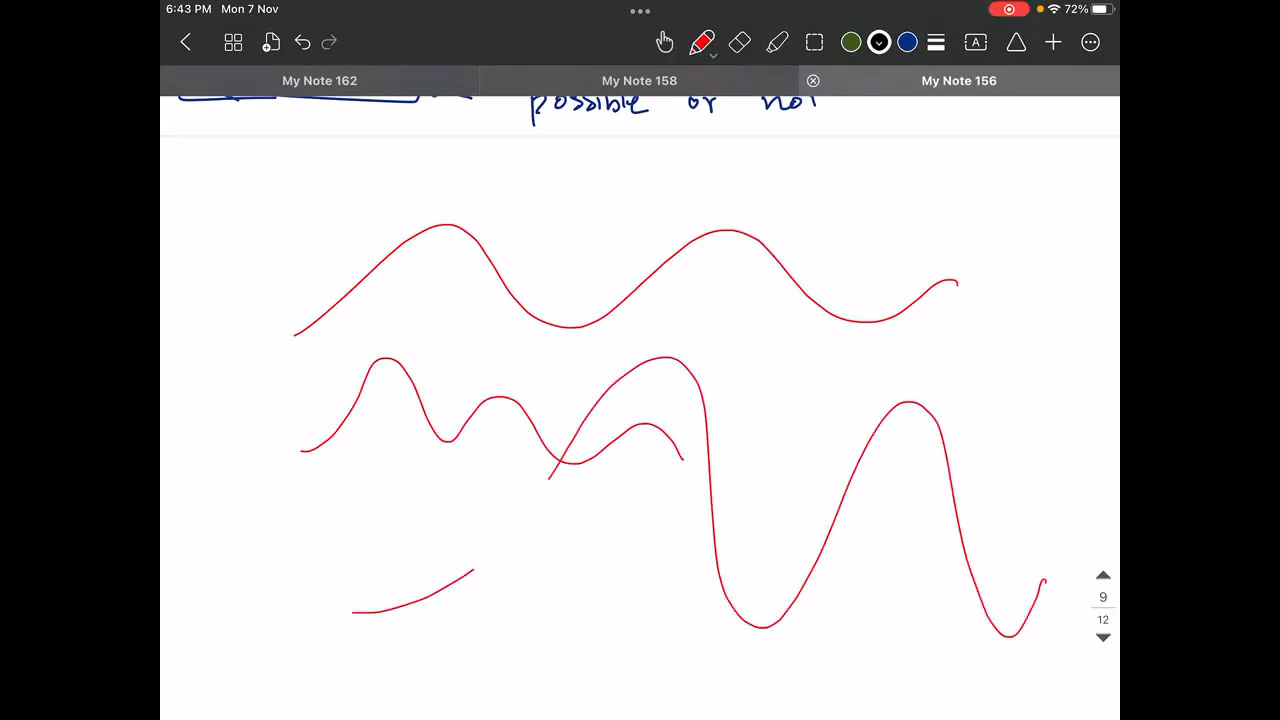 6:43 PM Mon 7 Nov
72%
A
My Note 162
My Note 158
My Note 156
possible or not
9
12